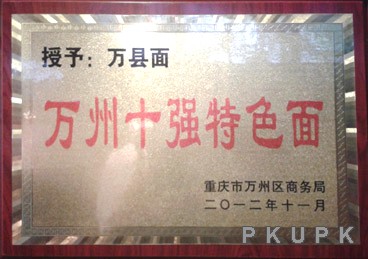 授予：万县面
万州十强特色面
重庆市万州区商务局
二〇一二年十一月
PKUPK